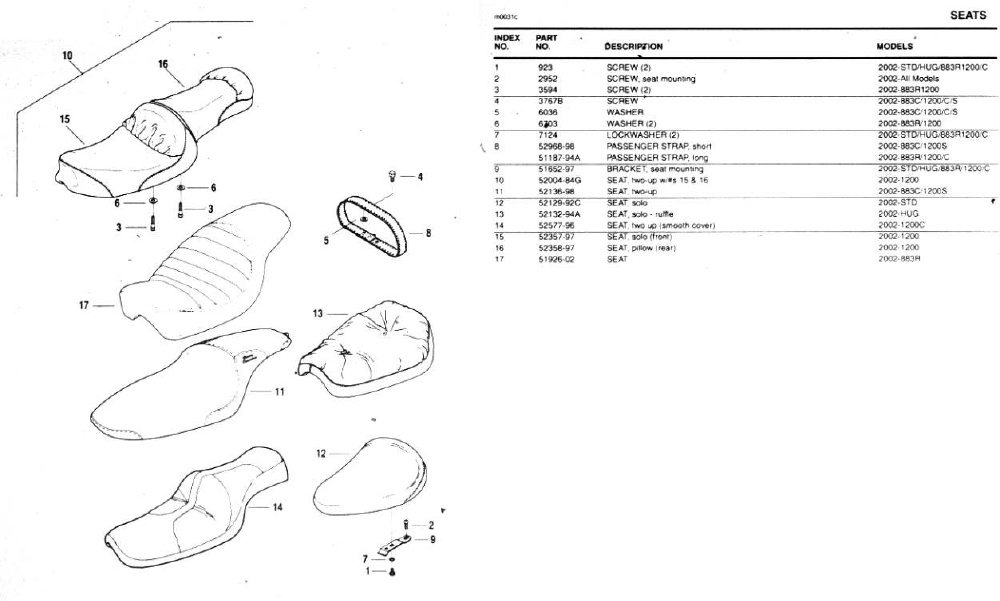 m0031c
SEATS
INDEX NO. PART NO. DESCRIPTION MODELS
1 923 SCREW (2) 2002-STD/HUG/883R1200/C
2 2952 SCREW, seat mounting 2002-All Models
3 3594 SCREW (2) 2002-883R1200
4 3767B SCREW 2002-883C/1200/C/S
5 6036 WASHER 2002-883C/1200/C/S
6 6703 WASHER (2) 2002-883R/1200
7 7124 LOCKWASHER (2) 2002-STD/HUG/883R1200/C
8 52968-98 PASSENGER STRAP, short 2002-883C/1200S
51187-94A PASSENGER STRAP, long 2002-883R/1200/C
9 51652-97 BRACKET, seat mounting 2002-STD/HUG/883R/1200/C
10 52004-84G SEAT, two-up w/#s 15 & 16 2002-1200
11 52136-98 SEAT, two-up 2002-883C/1200S
12 52129-92C SEAT, solo 2002-STD
13 52132-94A SEAT, solo - ruffle 2002-HUG
14 52577-96 SEAT, two up (smooth cover) 2002-1200C
15 52357-97 SEAT, solo (front) 2002-1200
16 52358-97 SEAT, pillow (rear) 2002-1200
17 51926-02 SEAT 2002-883R
10
16
15
6
6
3
3
4
5
8
17
13
11
12
14
2
9
7
1